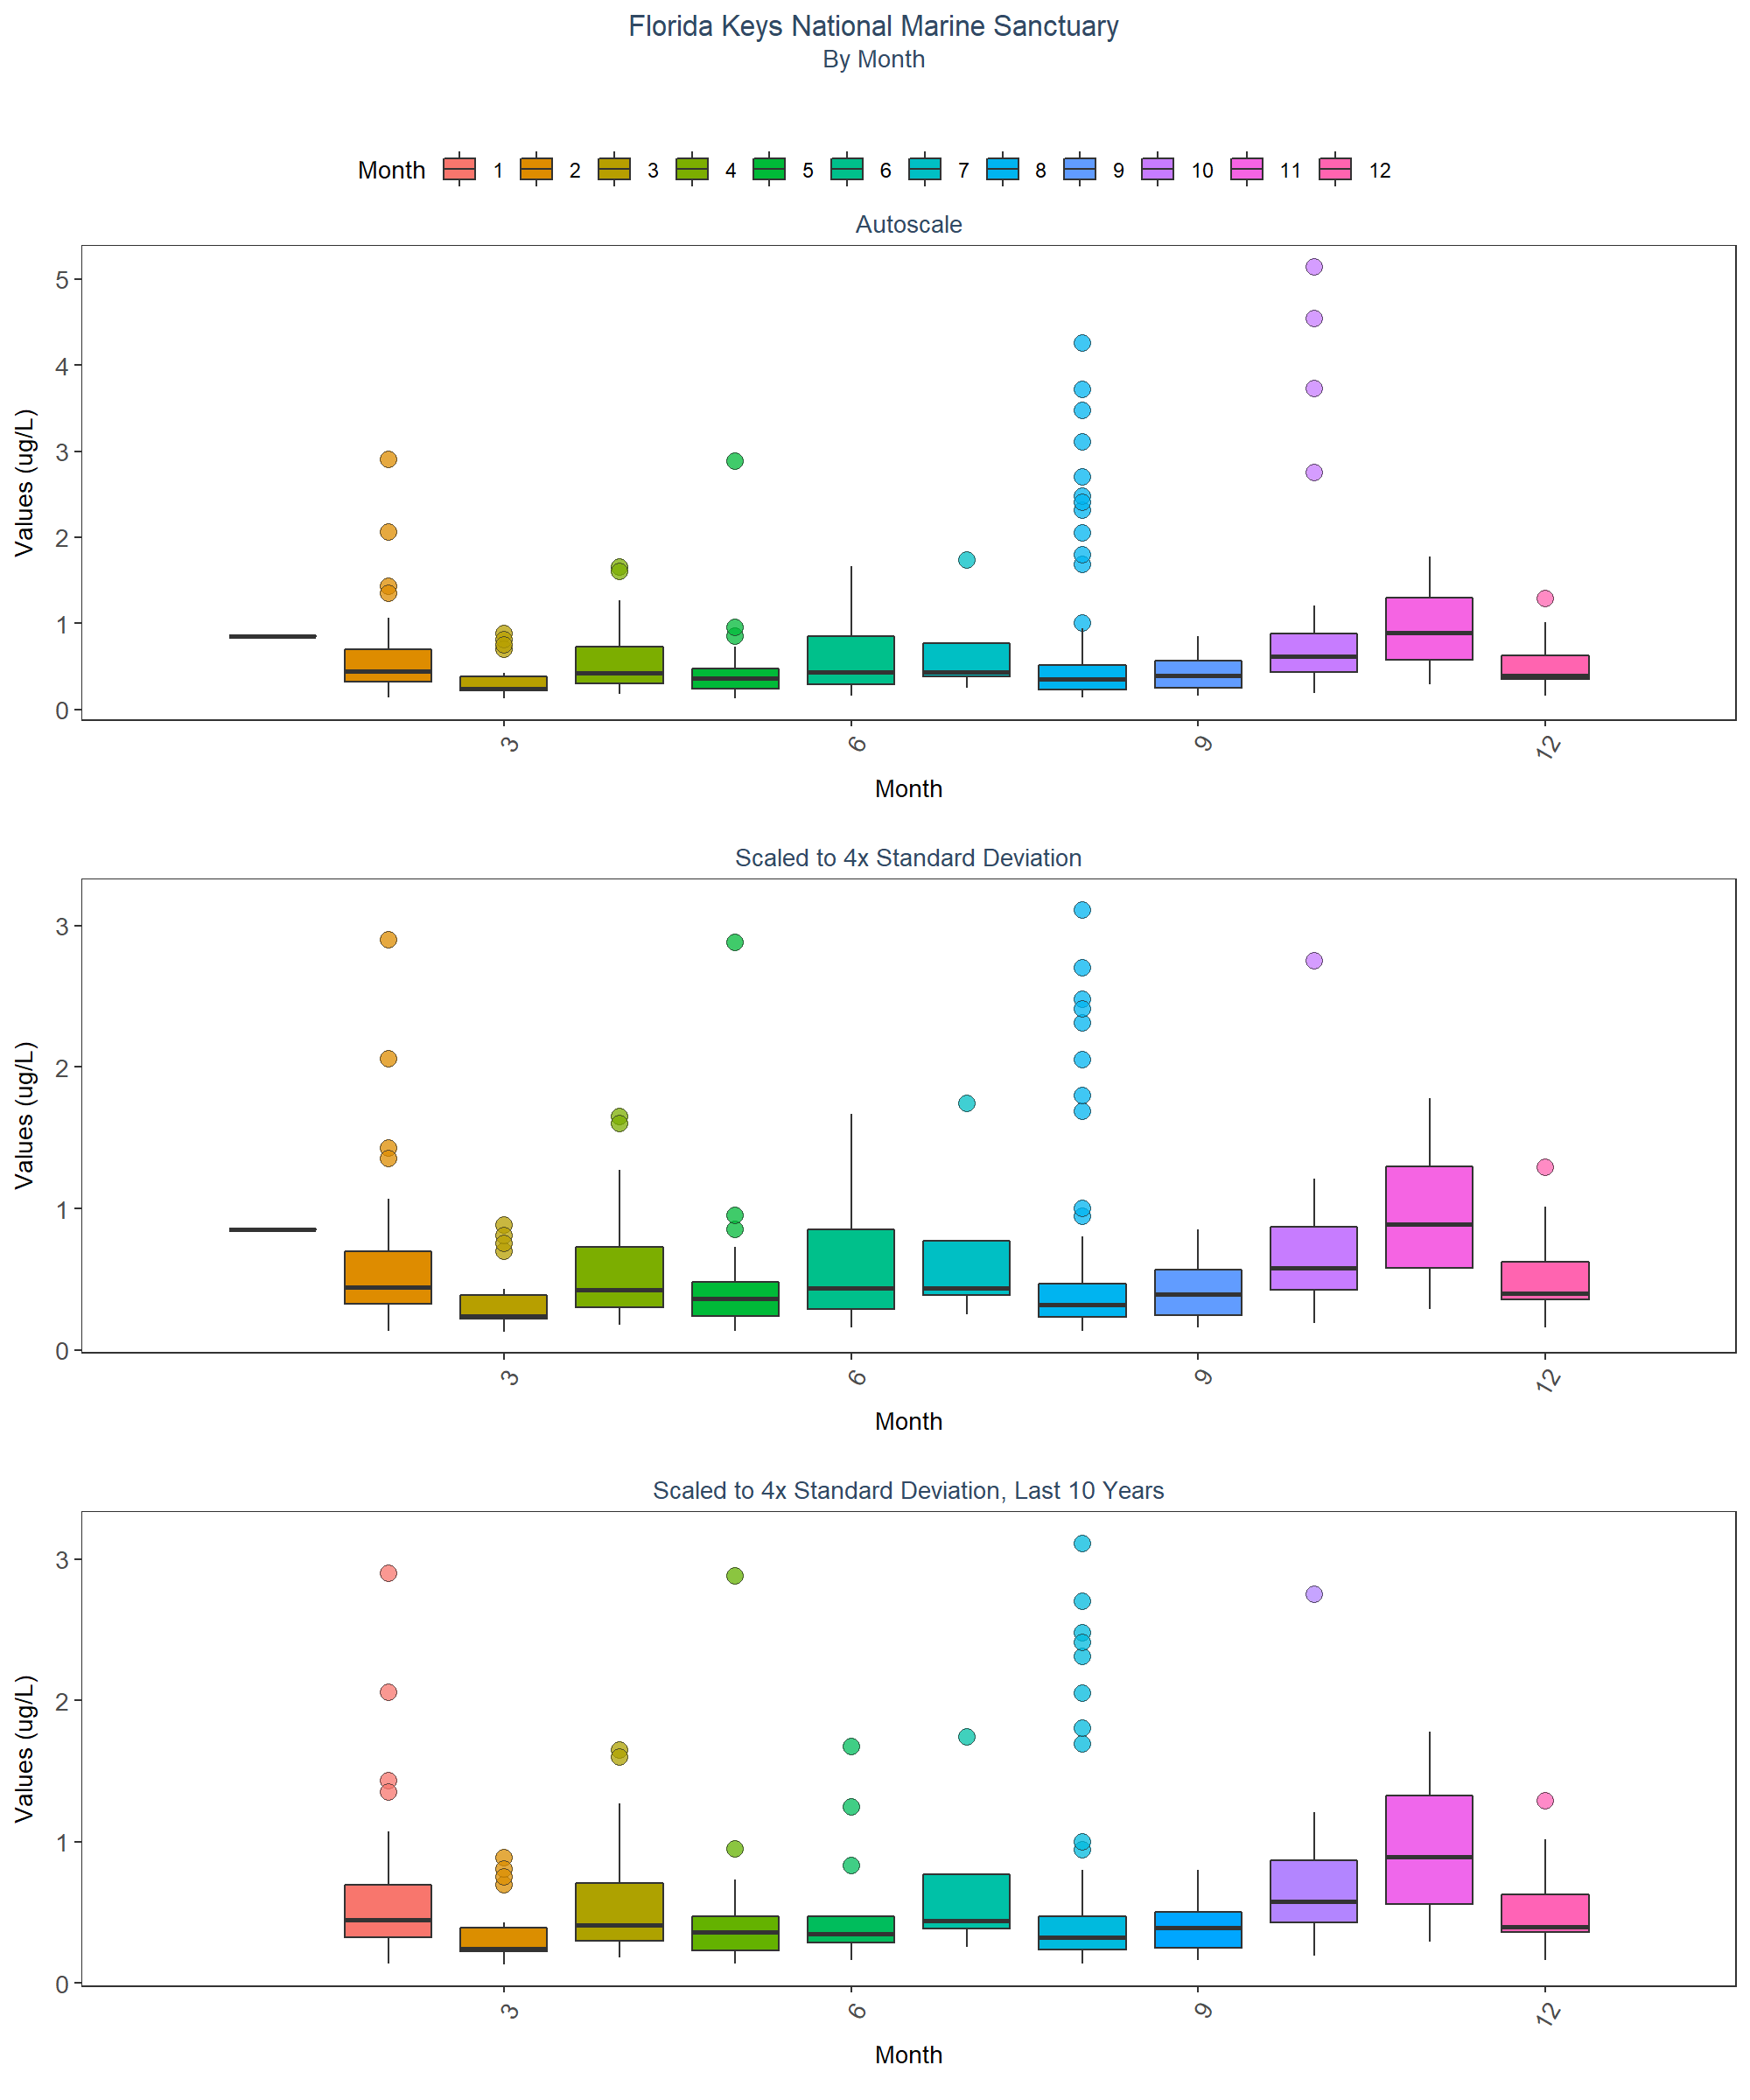 Florida Keys National Marine Sanctuary
By Month
Month 1 2 3 4 5 6 7 8 9 10 11 12
Autoscale
Values (ug/L)
5
4
3
2
1
0
3 6 9 12
Month
Scaled to 4x Standard Deviation
Values (ug/L)
3
2
1
0
3 6 9 12
Month
Scaled to 4x Standard Deviation, Last 10 Years
Values (ug/L)
3
2
1
0
3 6 9 12
Month